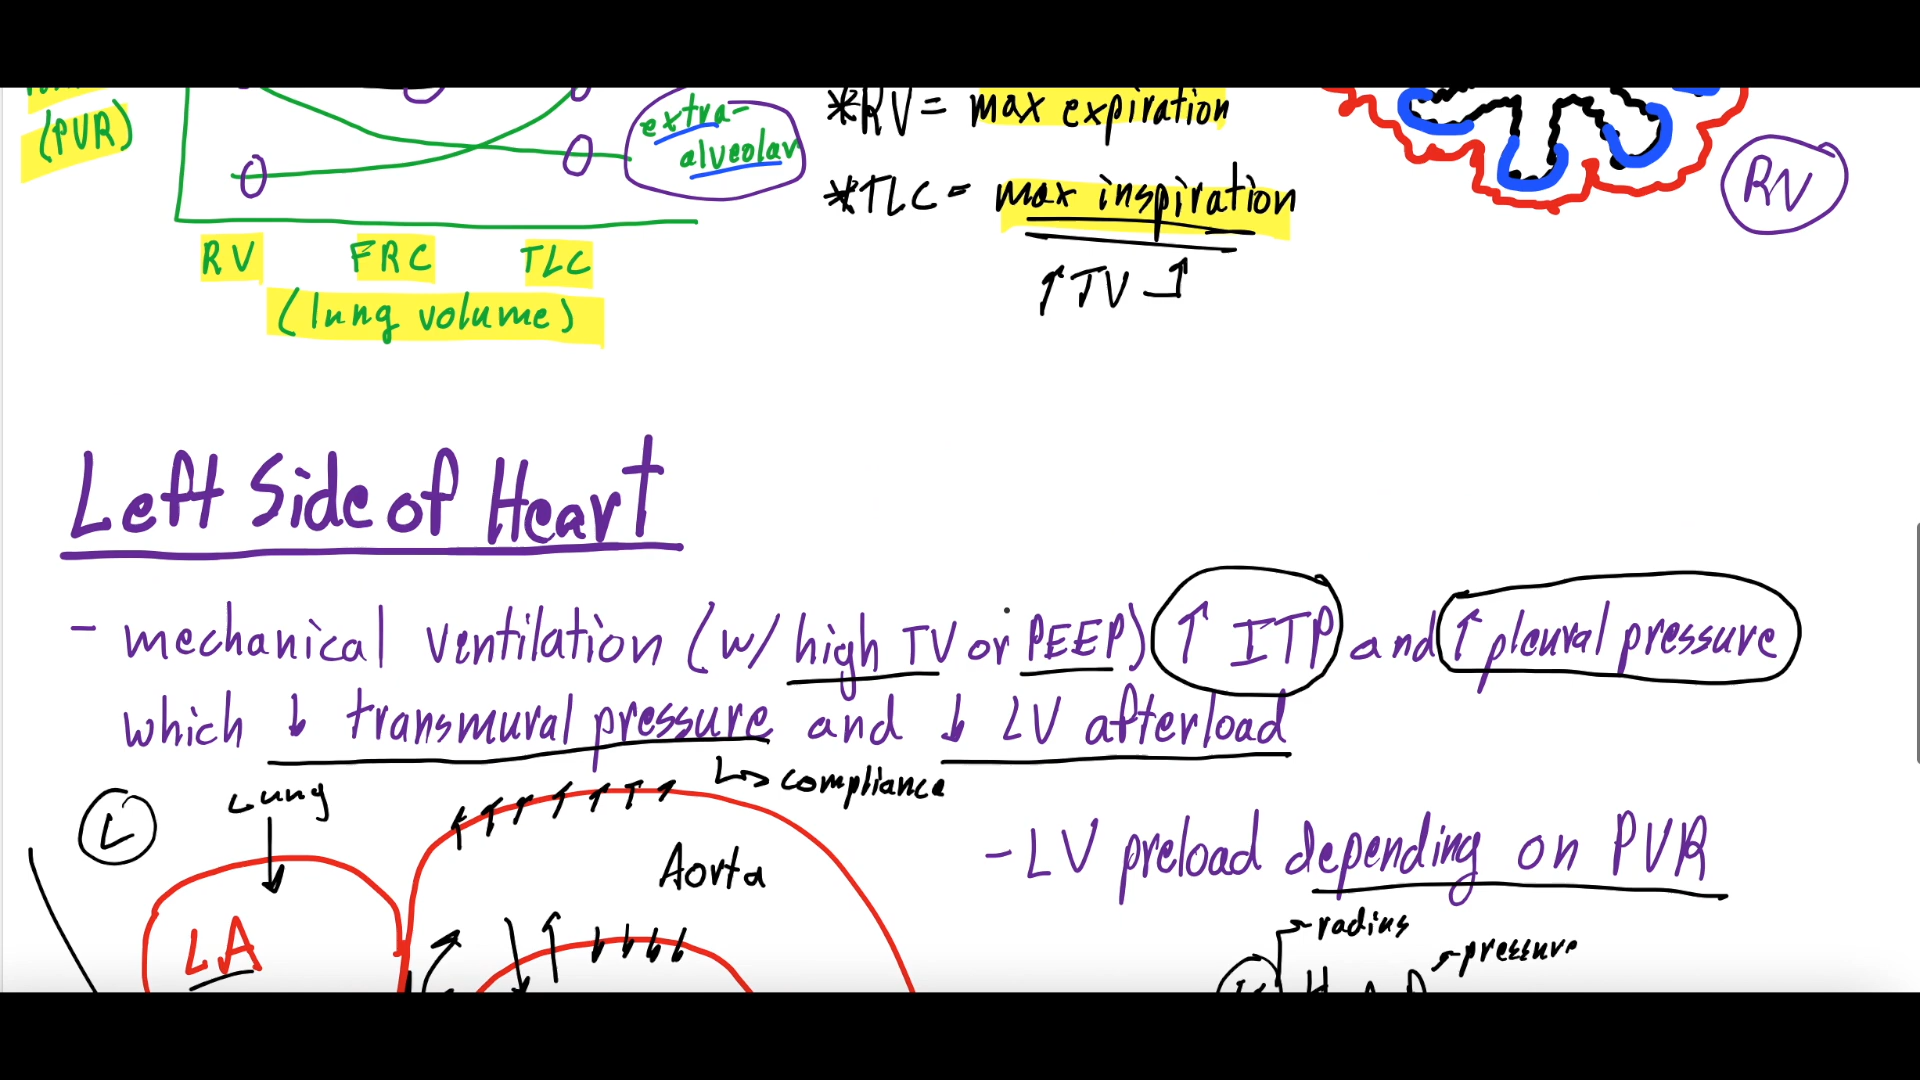 (PVR)
extra-
alveolar
RV FRC TLC
(lung volume)
*RV = max expiration
*TLC = max inspiration
↑TV
RV
Left Side of Heart
- mechanical ventilation (w/ high TV or PEEP) ↑ ITP and ↑ pleural pressure
which ↓ transmural pressure and ↓ LV afterload
↳ compliance
L
Lung
LA
Aorta
- LV preload depending on PVR
→ radius
→ pressure